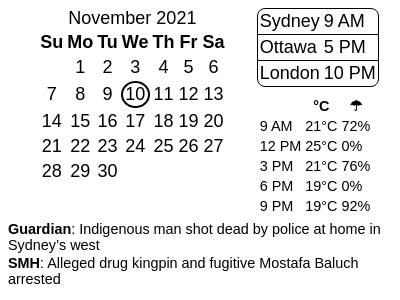 November 2021
Su Mo Tu We Th Fr Sa
1 2 3 4 5 6
7 8 9 10 11 12 13
14 15 16 17 18 19 20
21 22 23 24 25 26 27
28 29 30
Sydney 9 AM
Ottawa 5 PM
London 10 PM
°C ☂
9 AM 21°C 72%
12 PM 25°C 0%
3 PM 21°C 76%
6 PM 19°C 0%
9 PM 19°C 92%
Guardian: Indigenous man shot dead by police at home in
Sydney's west
SMH: Alleged drug kingpin and fugitive Mostafa Baluch
arrested